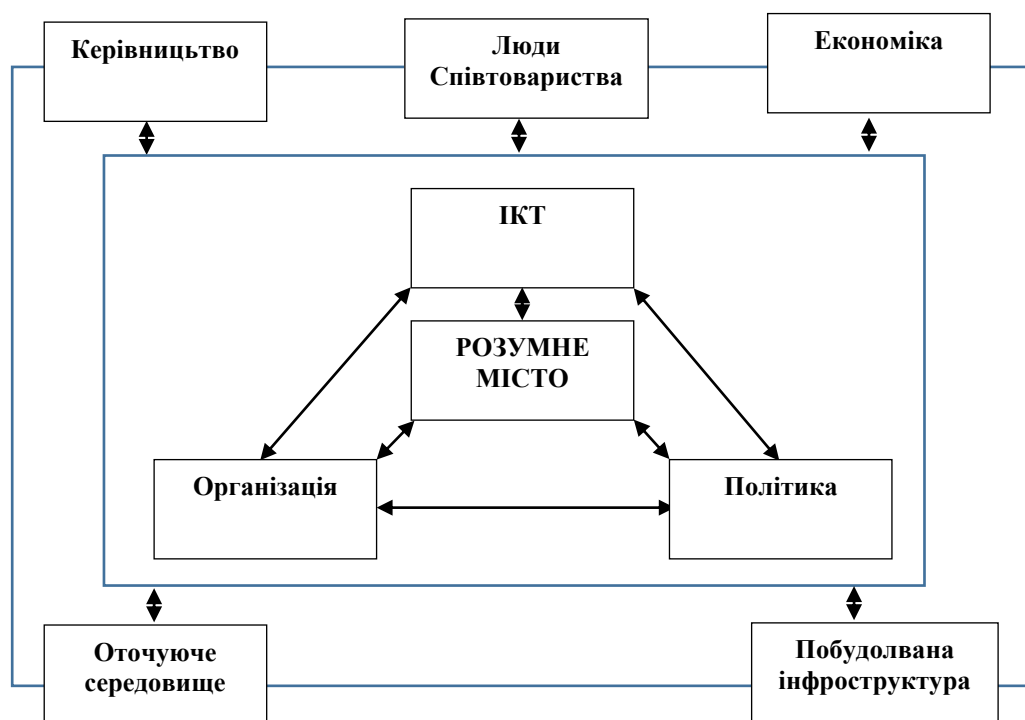 Керівництво
Люди
Співтовариства
Економіка
ІКТ
РОЗУМНЕ
МІСТО
Організація
Політика
Оточуюче
середовище
Побудолвана
інфроструктура